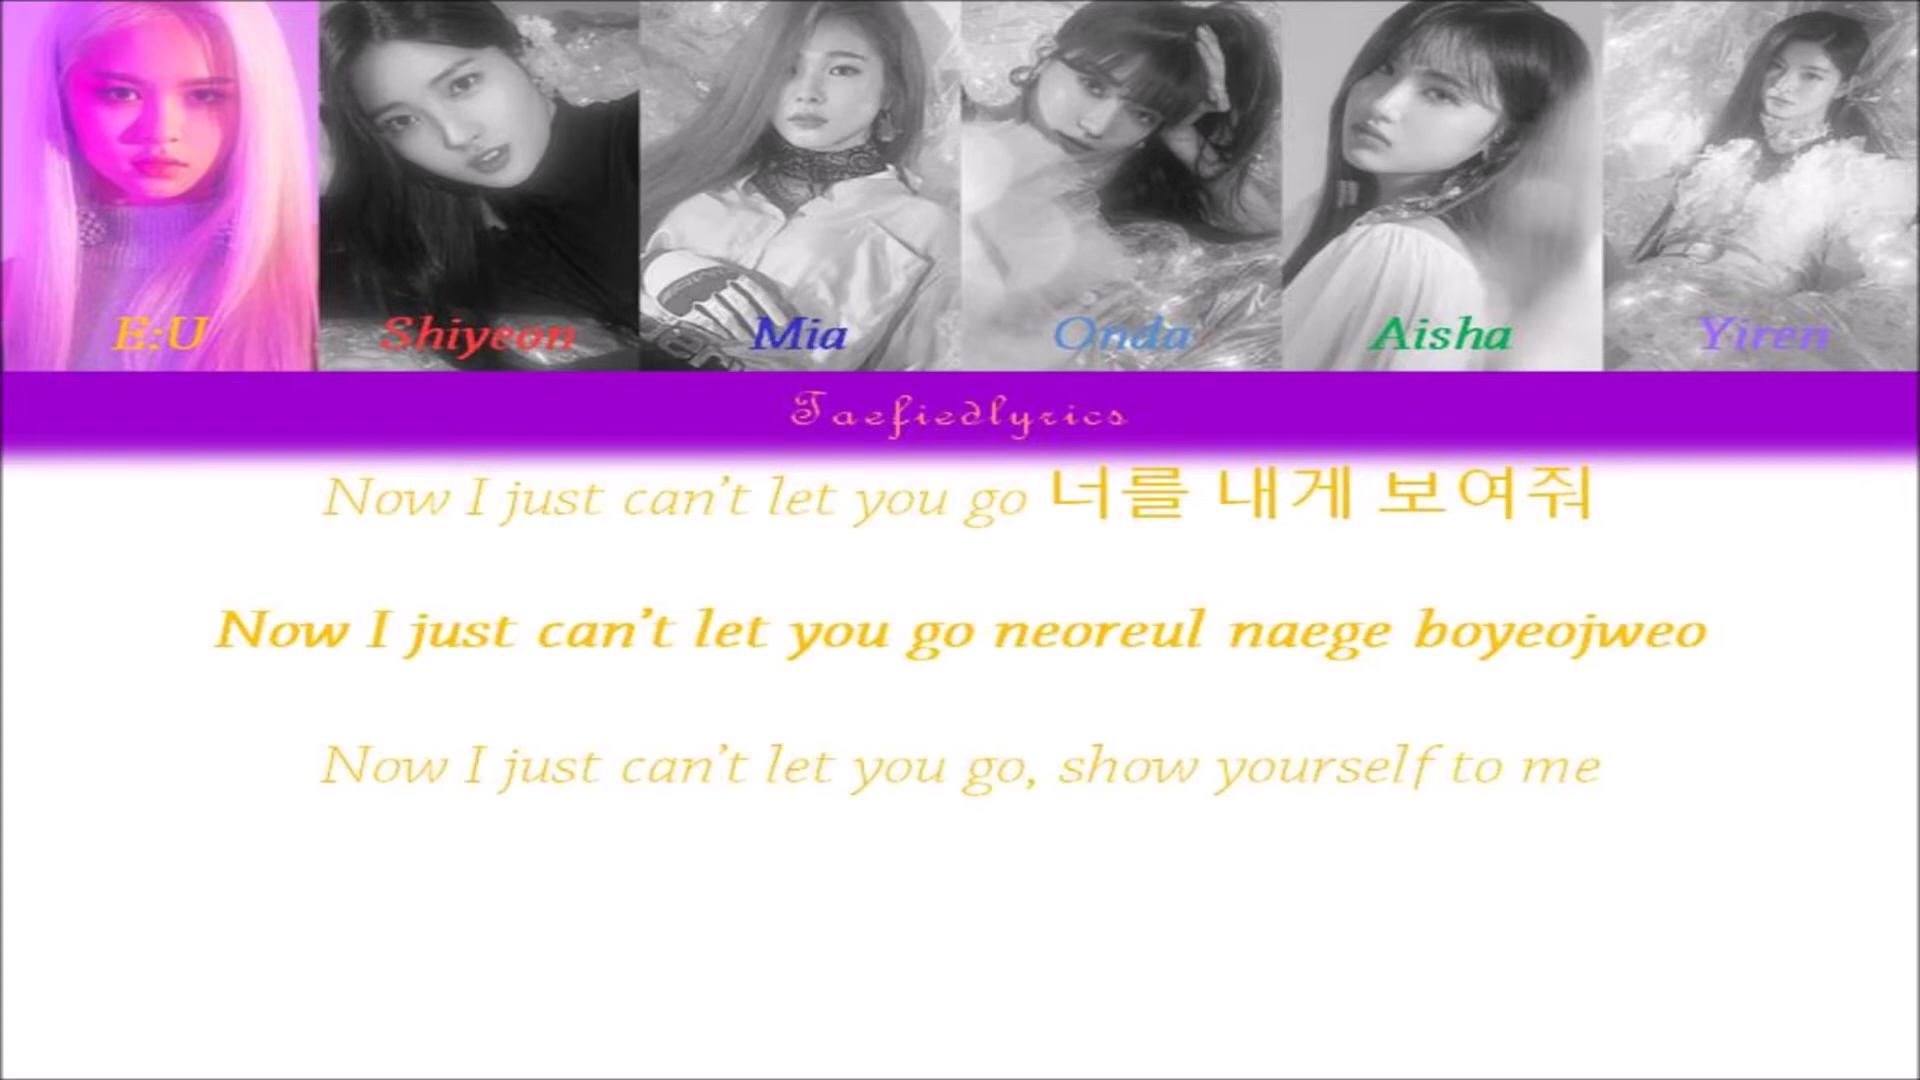 E:U Shiyeon Mia Onda Aisha Yiren
Taefiedlyrics
Now I just can't let you go 너를 내게 보여줘
Now I just can't let you go neoreul naege boyeojweo
Now I just can't let you go, show yourself to me